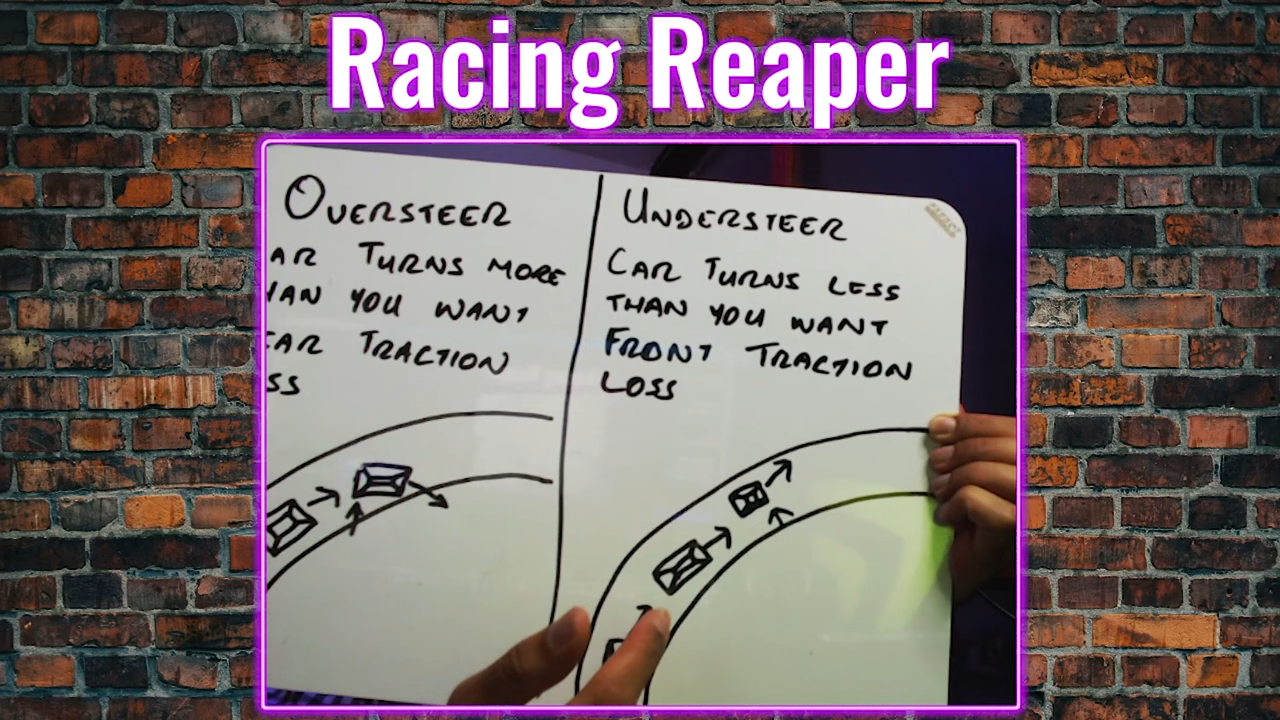 Racing Reaper
OVERSTEER
AR TURNS MORE
HAN YOU WANT
EAR TRACTION
SS
UNDERSTEER
CAR TURNS LESS
THAN YOU WANT
FRONT TRACTION
LOSS